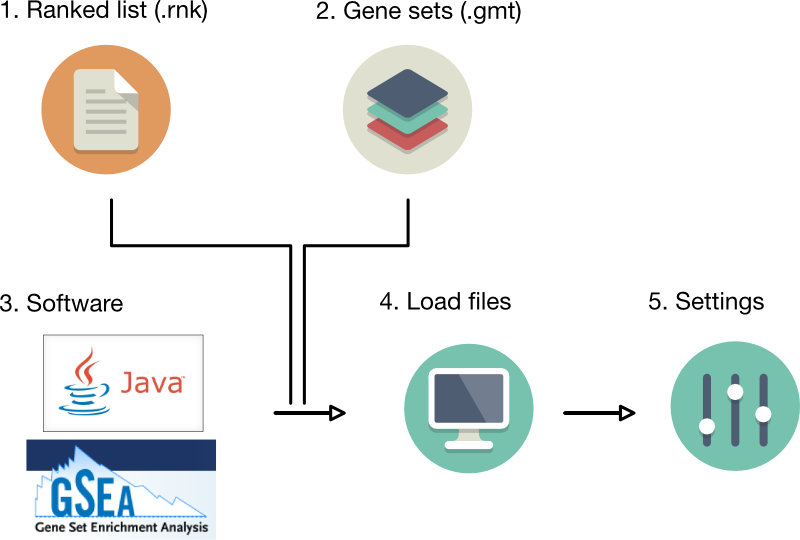 1. Ranked list (.rnk)
2. Gene sets (.gmt)
3. Software
4. Load files
5. Settings
Java™
GSEA
Gene Set Enrichment Analysis